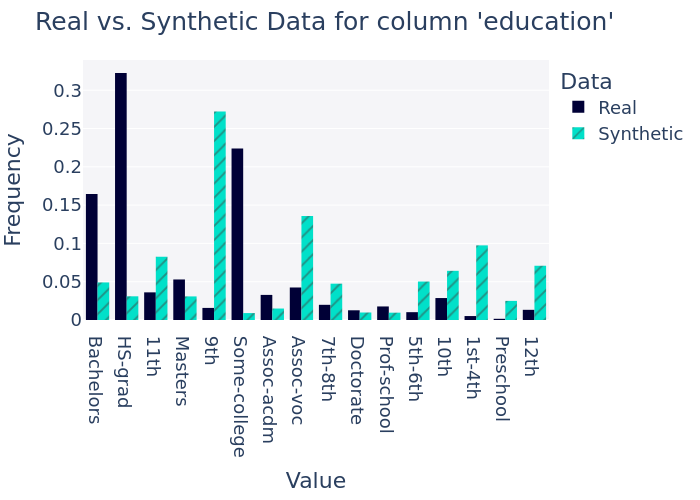 Real vs. Synthetic Data for column 'education'
Data
Real
Synthetic
Frequency
0.3
0.25
0.2
0.15
0.1
0.05
0
Bachelors
HS-grad
11th
Masters
9th
Some-college
Assoc-acdm
Assoc-voc
7th-8th
Doctorate
Prof-school
5th-6th
10th
1st-4th
Preschool
12th
Value